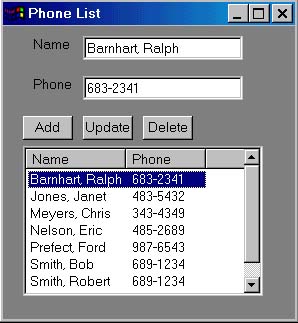 Phone List
Name Barnhart, Ralph
Phone 683-2341
Add Update Delete
Name Phone
Barnhart, Ralph 683-2341
Jones, Janet 483-5432
Meyers, Chris 343-4349
Nelson, Eric 485-2689
Prefect, Ford 987-6543
Smith, Bob 689-1234
Smith, Robert 689-1234